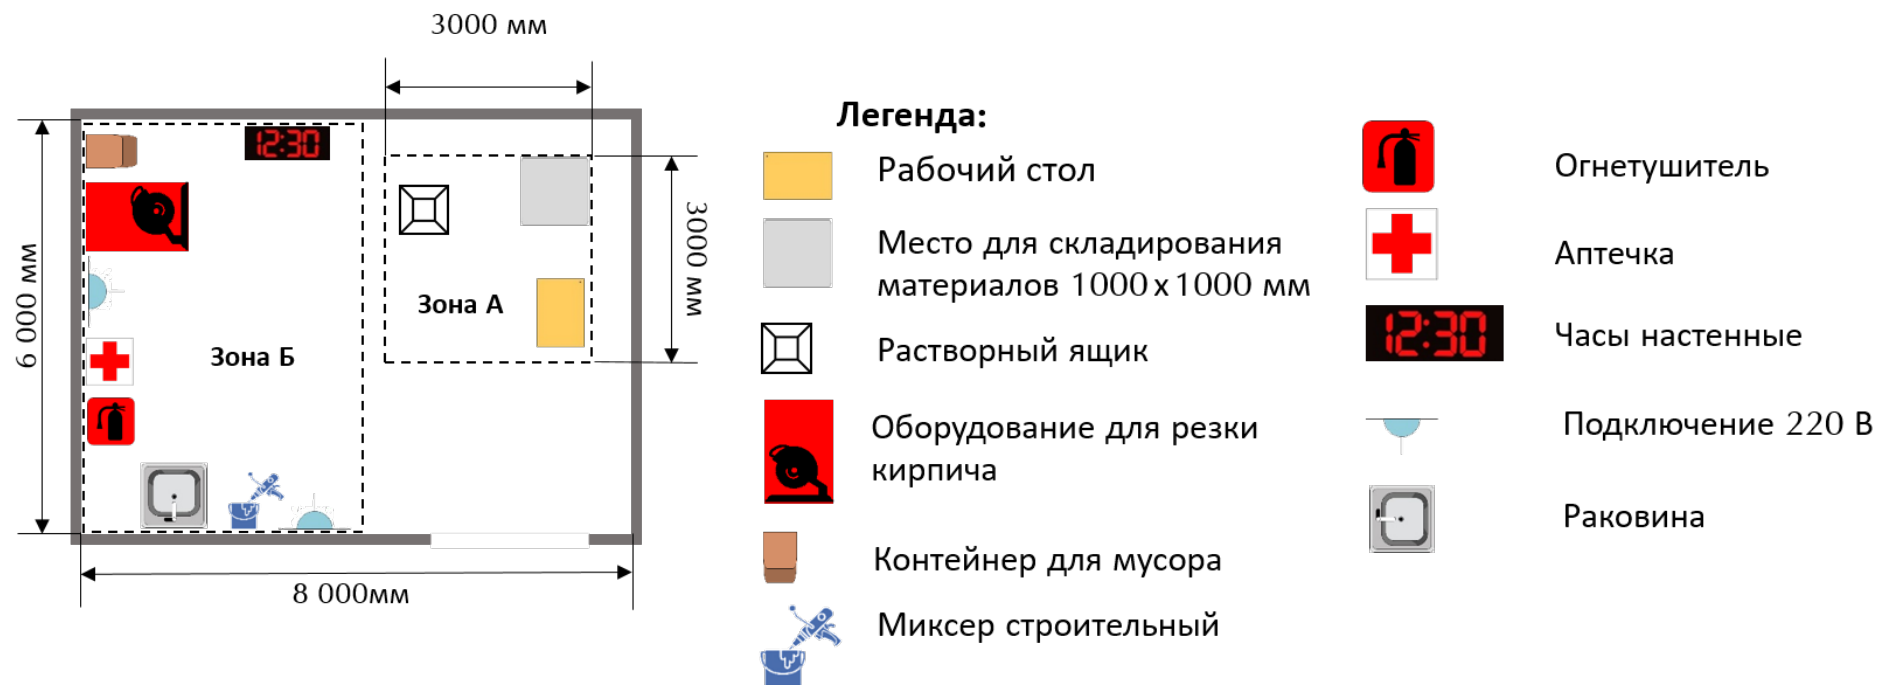 3000 мм
12:30
3000 мм
6 000 мм
Зона А
Зона Б
8 000мм
Легенда:
Рабочий стол
Место для складирования
материалов 1000 х 1000 мм
Растворный ящик
Оборудование для резки
кирпича
Контейнер для мусора
Миксер строительный
Огнетушитель
Аптечка
12:30
Часы настенные
Подключение 220 В
Раковина